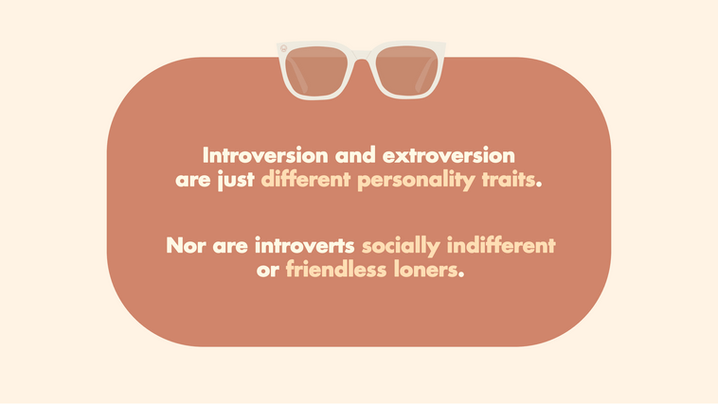 Introversion and extroversion
are just different personality traits.
Nor are introverts socially indifferent
or friendless loners.